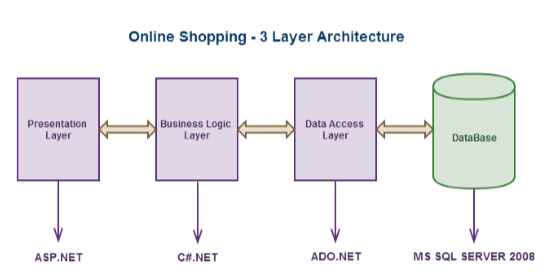 Online Shopping - 3 Layer Architecture
Presentation
Layer
Business Logic
Layer
Data Access
Layer
DataBase
ASP.NET
C#.NET
ADO.NET
MS SQL SERVER 2008